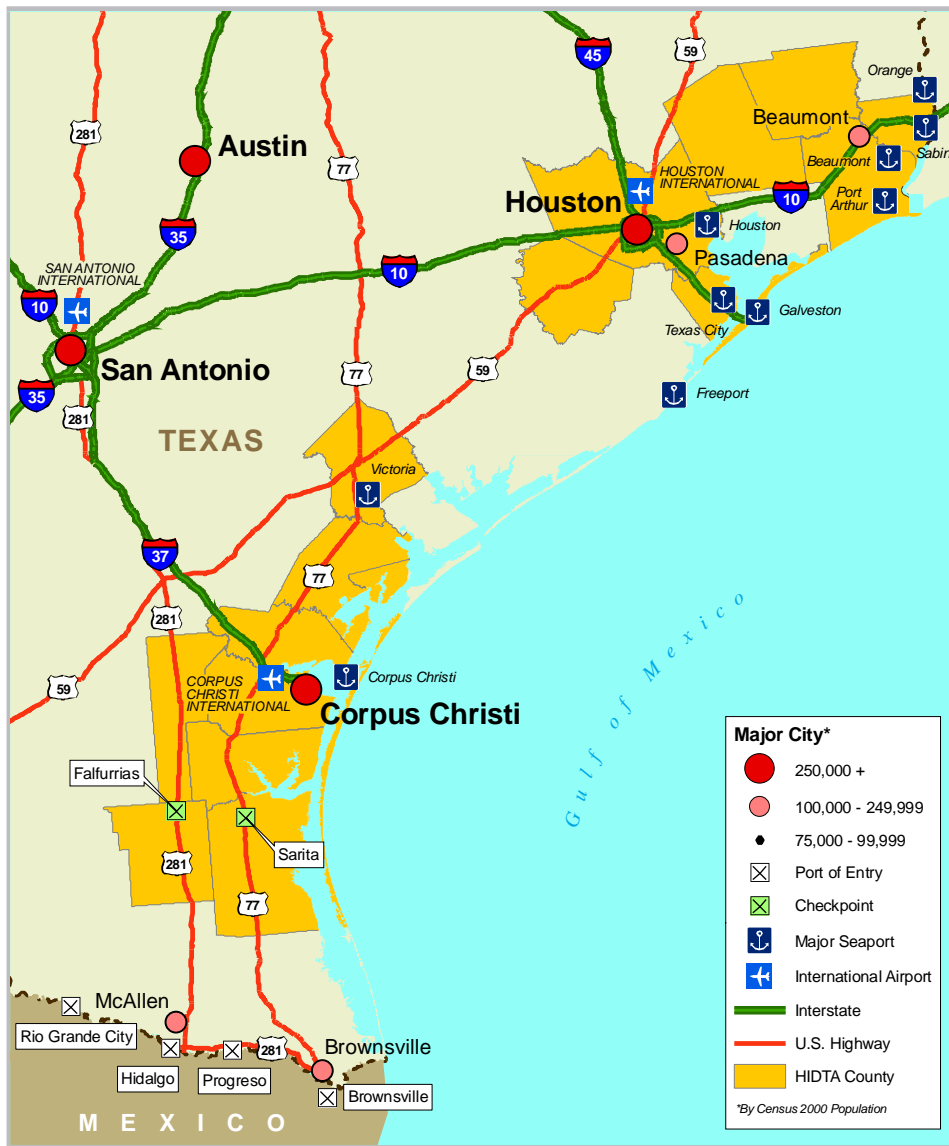 45
59
Orange
281
Beaumont
Austin
Beaumont
Sabin
77
HOUSTON
INTERNATIONAL
Port
Arthur
10
Houston
Houston
35
Pasadena
SAN ANTONIO
INTERNATIONAL
10
10
Texas City
Galveston
San Antonio
59
77
35
Freeport
281
TEXAS
Victoria
37
77
281
Gulf of Mexico
59
CORPUS
CHRISTI
INTERNATIONAL
Corpus Christi
Corpus Christi
Falfurrias
Sarita
281
77
McAllen
Rio Grande City
281
Brownsville
Hidalgo
Progreso
Brownsville
MEXICO
Major City*
250,000 +
100,000 - 249,999
75,000 - 99,999
Port of Entry
Checkpoint
Major Seaport
International Airport
Interstate
U.S. Highway
HIDTA County
*By Census 2000 Population